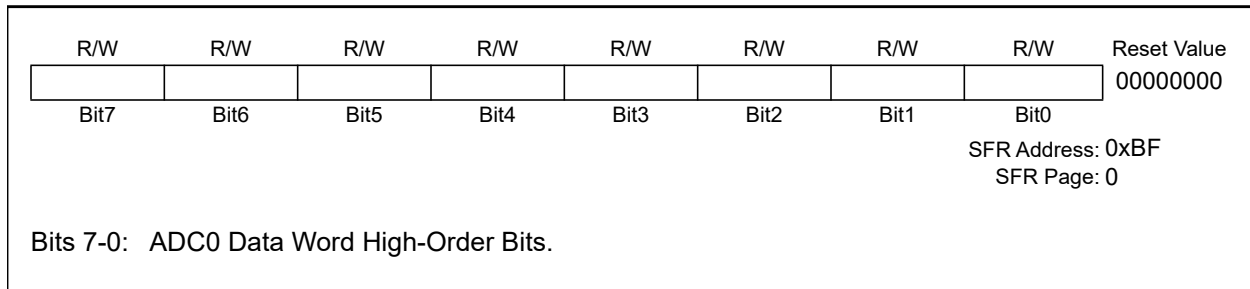 R/W R/W R/W R/W R/W R/W R/W R/W Reset Value
00000000
Bit7 Bit6 Bit5 Bit4 Bit3 Bit2 Bit1 Bit0
SFR Address: 0xBF
SFR Page: 0
Bits 7-0: ADC0 Data Word High-Order Bits.